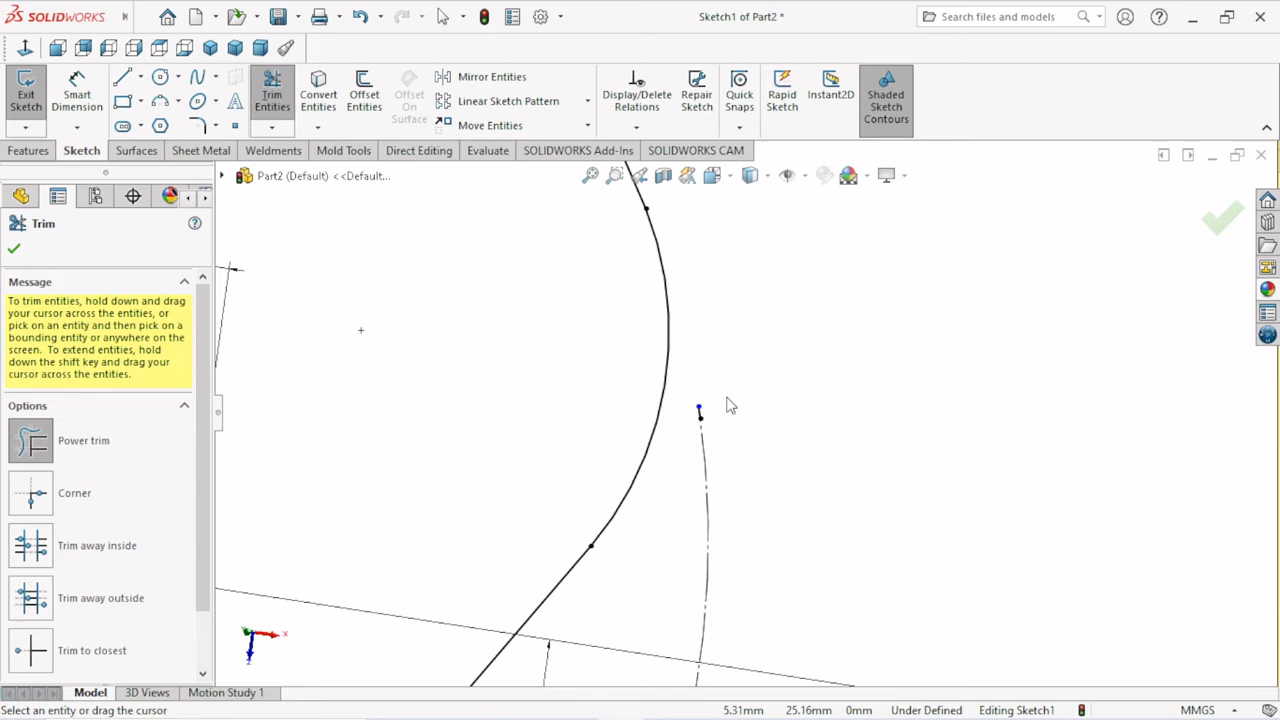 SOLIDWORKS
Sketch1 of Part2 *
Search files and models
Exit Sketch
Smart Dimension
Trim Entities
Convert Entities
Offset Entities
Offset On Surface
Mirror Entities
Linear Sketch Pattern
Move Entities
Display/Delete Relations
Repair Sketch
Quick Snaps
Rapid Sketch
Instant2D
Shaded Sketch Contours
Features
Sketch
Surfaces
Sheet Metal
Weldments
Mold Tools
Direct Editing
Evaluate
SOLIDWORKS Add-Ins
SOLIDWORKS CAM
Part2 (Default) <<Default...
Trim
Message
To trim entities, hold down and drag
your cursor across the entities, or
pick on an entity and then pick on a
bounding entity or anywhere on the
screen. To extend entities, hold
down the shift key and drag your
cursor across the entities.
Options
Power trim
Corner
Trim away inside
Trim away outside
Trim to closest
x
z
Model
3D Views
Motion Study 1
Select an entity or drag the cursor
5.31mm
25.16mm
0mm
Under Defined
Editing Sketch1
MMGS